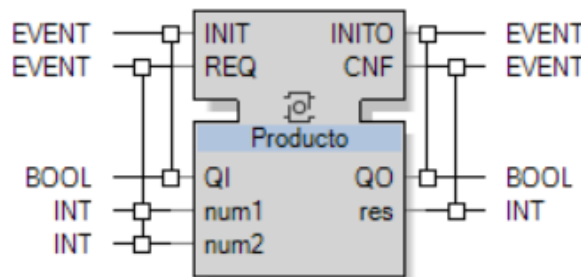 EVENT INIT INITO EVENT
EVENT REQ CNF EVENT
Producto
BOOL QI QO BOOL
INT num1 res INT
INT num2